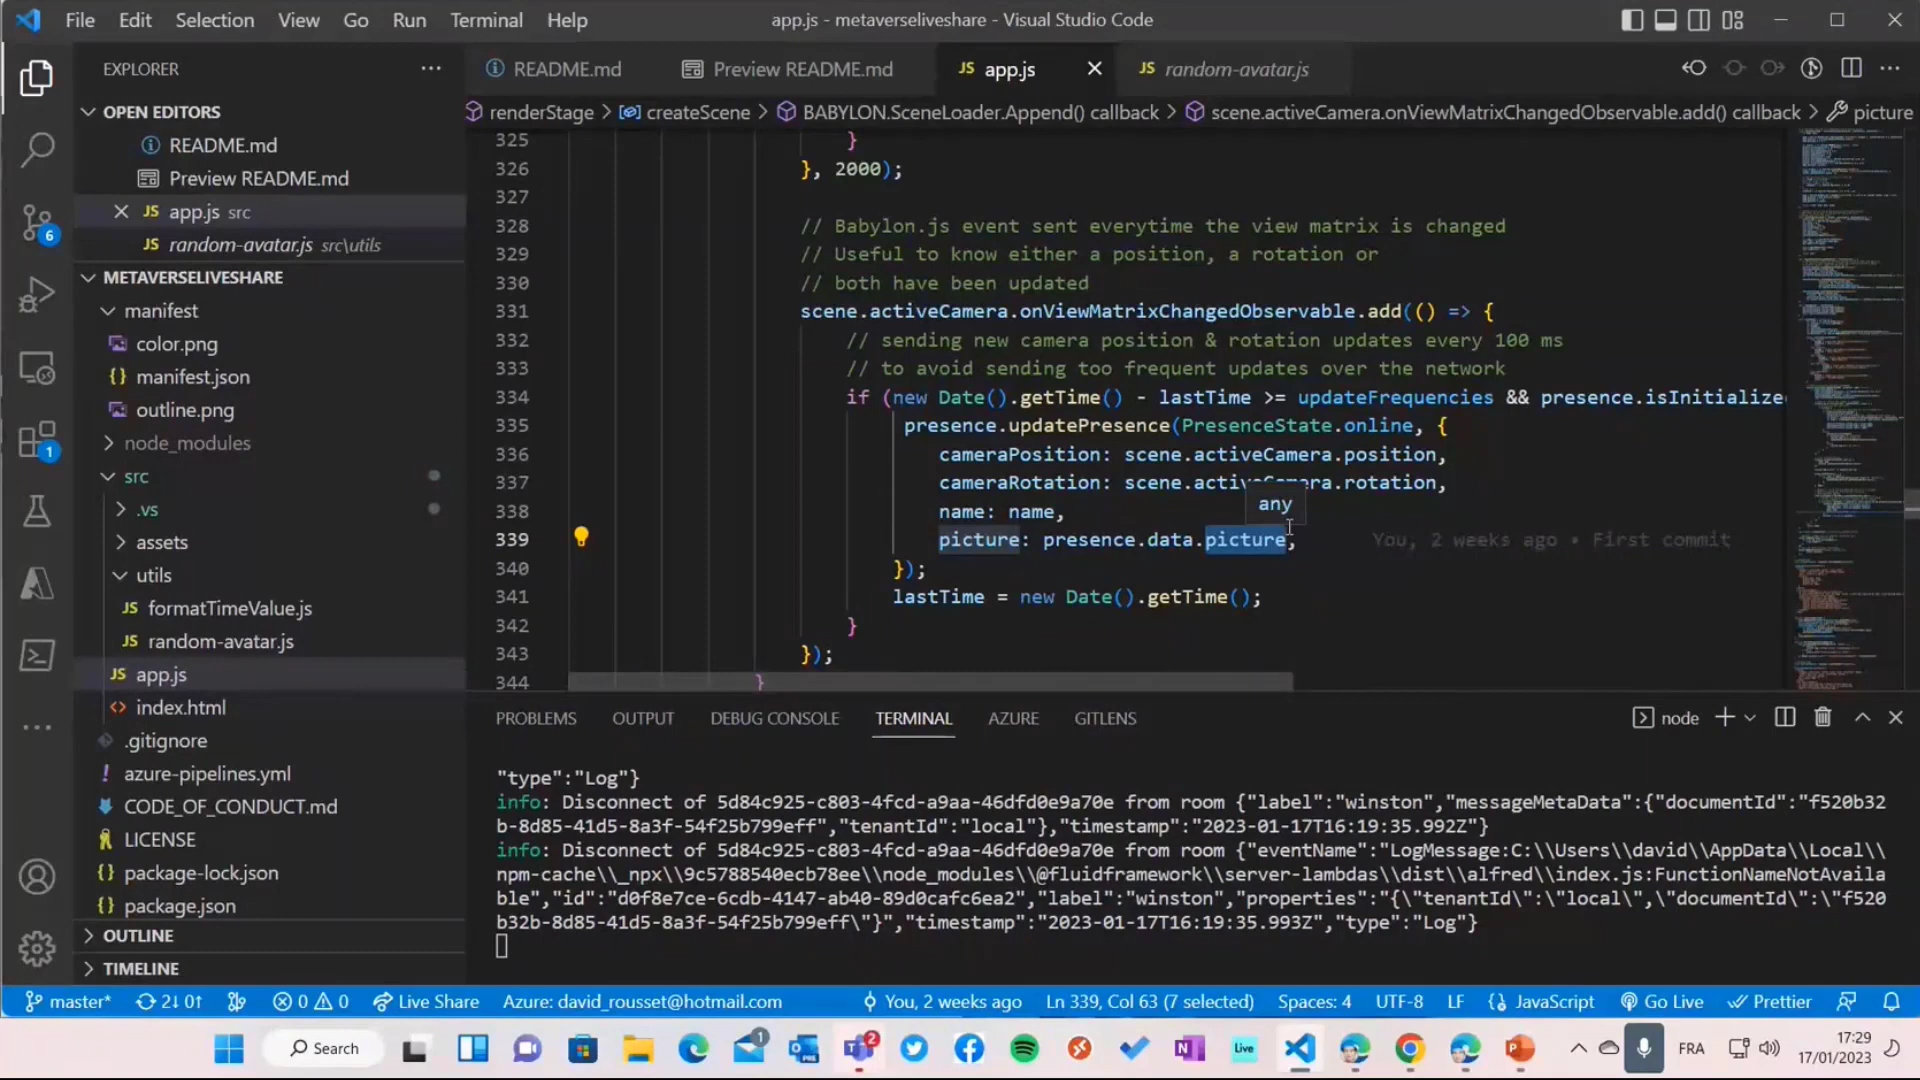 File Edit Selection View Go Run Terminal Help
app.js - metaverseliveshare - Visual Studio Code
EXPLORER
OPEN EDITORS
README.md
Preview README.md
app.js src
random-avatar.js src\utils
METAVERSELIVESHARE
manifest
color.png
manifest.json
outline.png
node_modules
src
.vs
assets
utils
formatTimeValue.js
random-avatar.js
app.js
index.html
.gitignore
azure-pipelines.yml
CODE_OF_CONDUCT.md
LICENSE
package-lock.json
package.json
OUTLINE
TIMELINE
6
1
README.md Preview README.md app.js random-avatar.js
renderStage > createScene > BABYLON.SceneLoader.Append() callback > scene.activeCamera.onViewMatrixChangedObservable.add() callback > picture
325 }
326 }, 2000);
327
328 // Babylon.js event sent everytime the view matrix is changed
329 // Useful to know either a position, a rotation or
330 // both have been updated
331 scene.activeCamera.onViewMatrixChangedObservable.add(() => {
332 // sending new camera position & rotation updates every 100 ms
333 // to avoid sending too frequent updates over the network
334 if (new Date().getTime() - lastTime >= updateFrequencies && presence.isInitialize
335 presence.updatePresence(PresenceState.online, {
336 cameraPosition: scene.activeCamera.position,
337 cameraRotation: scene.activeCamera.rotation,
any
338 name: name,
339 picture: presence.data.picture, You, 2 weeks ago • First commit
340 });
341 lastTime = new Date().getTime();
342 }
343 });
344 }
PROBLEMS OUTPUT DEBUG CONSOLE TERMINAL AZURE GITLENS
node
"type":"Log"}
info: Disconnect of 5d84c925-c803-4fcd-a9aa-46dfd0e9a70e from room {"label":"winston","messageMetaData":{"documentId":"f520b32
b-8d85-41d5-8a3f-54f25b799eff","tenantId":"local"},"timestamp":"2023-01-17T16:19:35.992Z"}
info: Disconnect of 5d84c925-c803-4fcd-a9aa-46dfd0e9a70e from room {"eventName":"LogMessage:C:\\Users\\david\\AppData\\Local\\
npm-cache\\_npx\\9c5788540ecb78ee\\node_modules\\@fluidframework\\server-lambdas\\dist\\alfred\\index.js:FunctionNameNotAvaila
ble","id":"d0f8e7ce-6cdb-4147-ab40-89d0cafc6ea2","label":"winston","properties":"{\"tenantId\":\"local\",\"documentId\":\"f520
b32b-8d85-41d5-8a3f-54f25b799eff\"}","timestamp":"2023-01-17T16:19:35.993Z","type":"Log"}
master* 2↓ 0↑ 0 0 Live Share Azure: david_rousset@hotmail.com You, 2 weeks ago Ln 339, Col 63 (7 selected) Spaces: 4 UTF-8 LF JavaScript Go Live Prettier
Search 1 PRE 2 Live FRA 17:29
17/01/2023